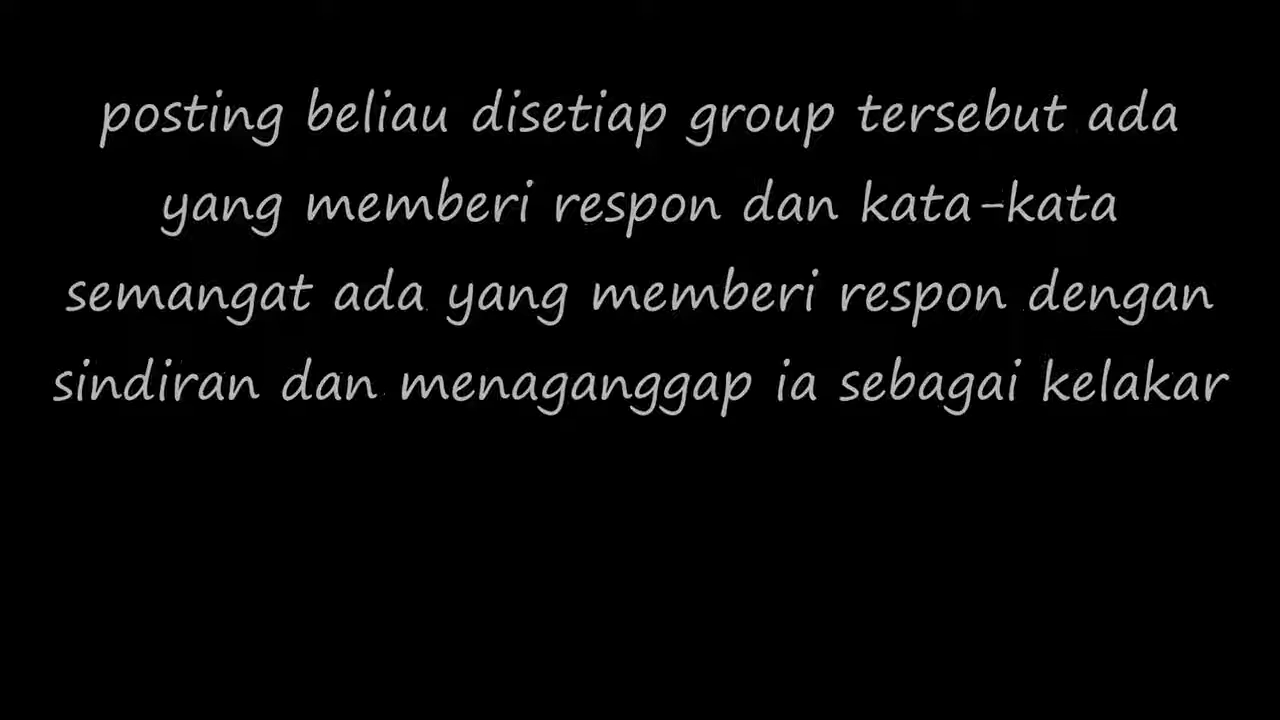 posting beliau disetiap group tersebut ada
yang memberi respon dan kata-kata
semangat ada yang memberi respon dengan
sindiran dan menaganggap ia sebagai kelakar